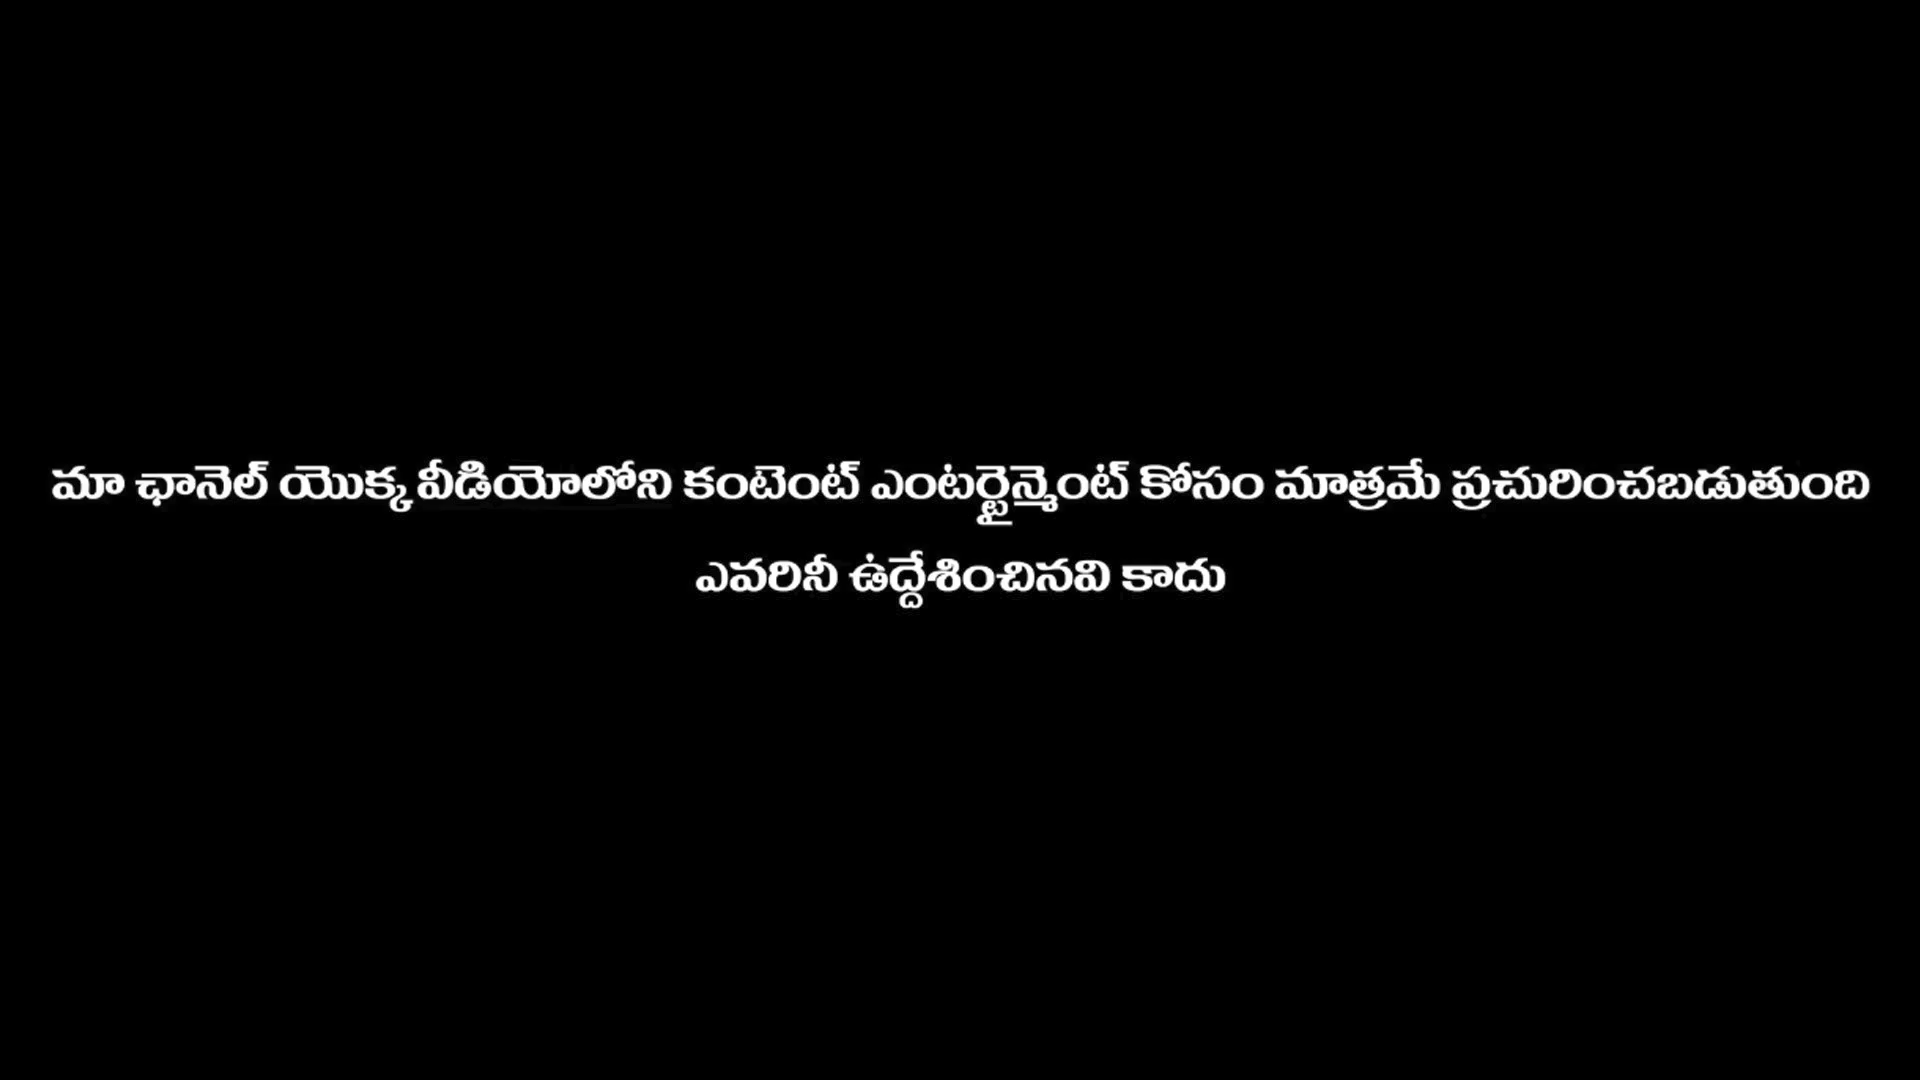 మా ఛానెల్ యొక్క వీడియోలోని కంటెంట్ ఎంటర్టైన్మెంట్ కోసం మాత్రమే ప్రచురించబడుతుంది
ఎవరినీ ఉద్దేశించినవి కాదు